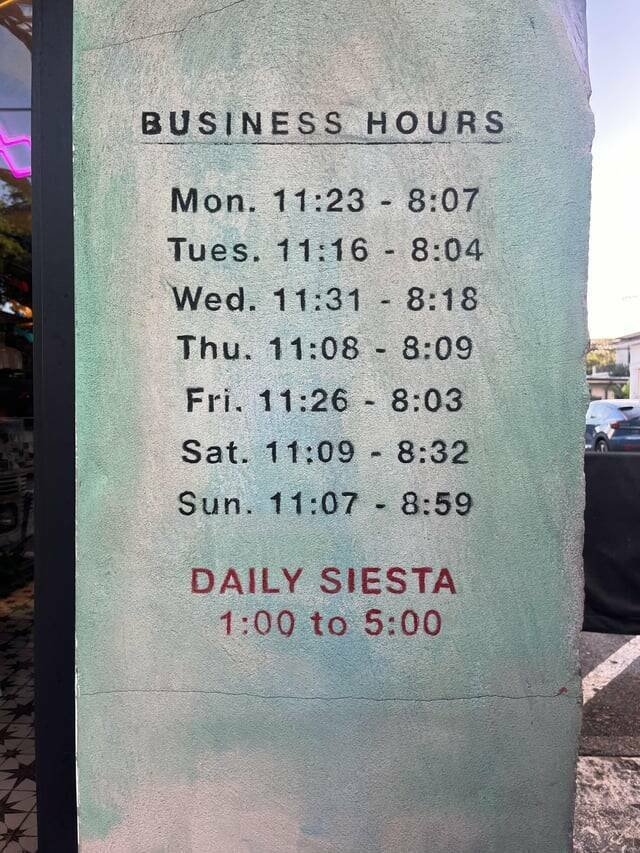 BUSINESS HOURS
Mon. 11:23 - 8:07
Tues. 11:16 - 8:04
Wed. 11:31 - 8:18
Thu. 11:08 - 8:09
Fri. 11:26 - 8:03
Sat. 11:09 - 8:32
Sun. 11:07 - 8:59
DAILY SIESTA
1:00 to 5:00